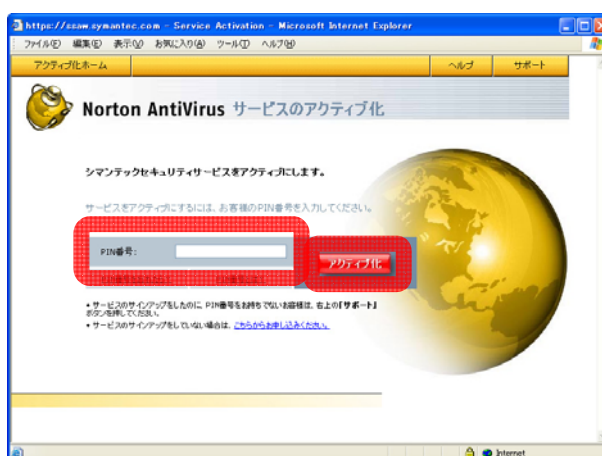 https://ssaw.symantec.com - Service Activation - Microsoft Internet Explorer
ファイル(F) 編集(E) 表示(V) お気に入り(A) ツール(T) ヘルプ(H)
アクティブ化ホーム ヘルプ サポート
Norton AntiVirus サービスのアクティブ化
シマンテックセキュリティサービスをアクティブにします。
サービスをアクティブにするには、お客様のPIN番号を入力してください。
PIN番号:
アクティブ化
• サービスのサインアップをしたのに、PIN番号をお持ちでないお客様は、右上の「サポート」
ボタンを押してください。
• サービスのサインアップをしていない場合は、こちらからお申し込みください。
Internet